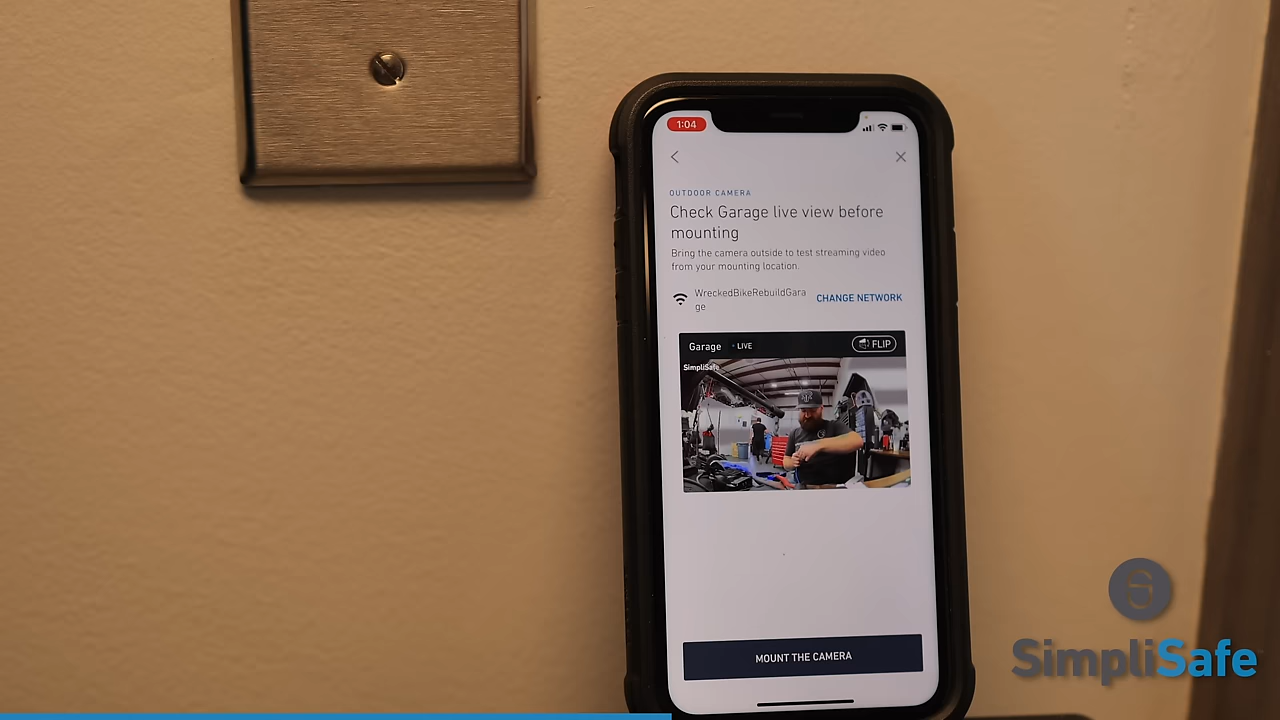 1:04
OUTDOOR CAMERA
Check Garage live view before
mounting
Bring the camera outside to test streaming video
from your mounting location.
WreckedBikeRebuildGara
ge
CHANGE NETWORK
Garage
LIVE
FLIP
SimpliSafe
MOUNT THE CAMERA
SimpliSafe